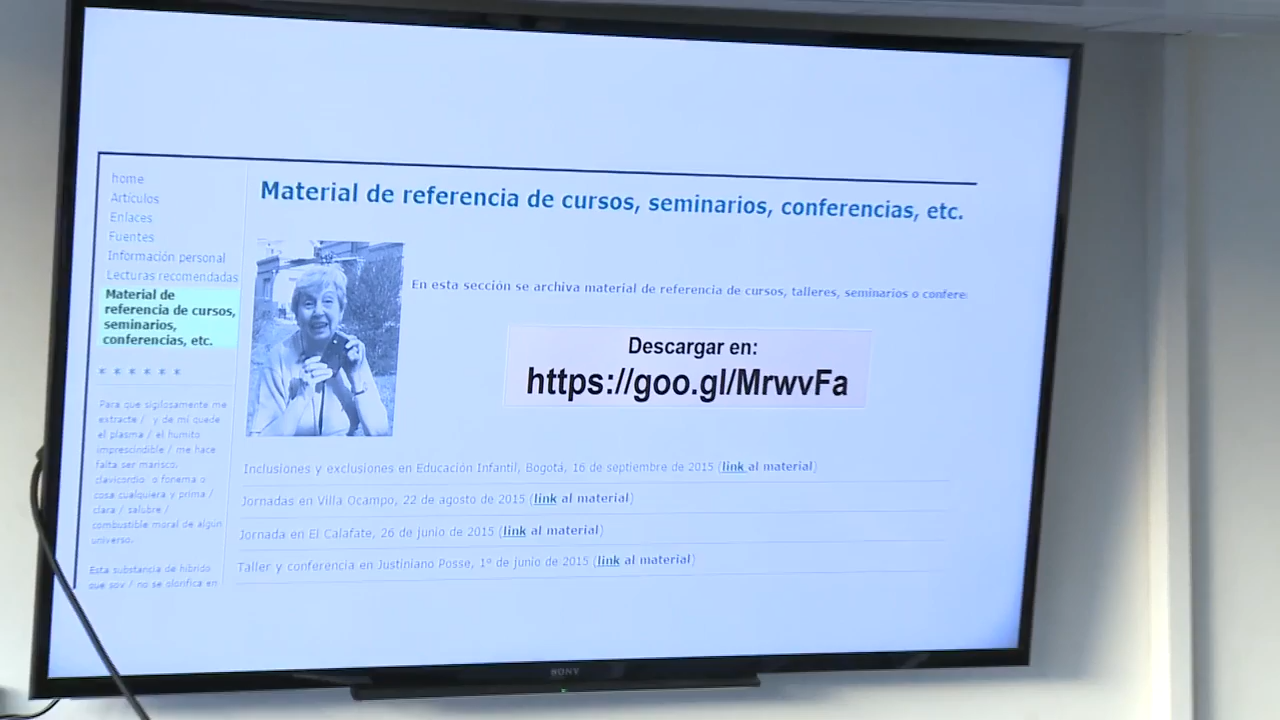 home
Artículos
Enlaces
Fuentes
Información personal
Lecturas recomendadas
Material de
referencia de cursos,
seminarios,
conferencias, etc.
* * * * * *
Para que sigilosamente me
extracte / y de mí quede
el plasma / el humito
imprescindible / me hace
falta ser marisco,
clavicordio o fonema o
cosa cualquiera y prima /
clara / salubre /
combustible moral de algún
universo.
Esta substancia de híbrido
que soy / no se glorifica en
Material de referencia de cursos, seminarios, conferencias, etc.
En esta sección se archiva material de referencia de cursos, talleres, seminarios o confere
Descargar en:
https://goo.gl/MrwvFa
Inclusiones y exclusiones en Educación Infantil, Bogotá, 16 de septiembre de 2015 (link al material)
Jornadas en Villa Ocampo, 22 de agosto de 2015 (link al material)
Jornada en El Calafate, 26 de junio de 2015 (link al material)
Taller y conferencia en Justiniano Posse, 1º de junio de 2015 (link al material)
SONY